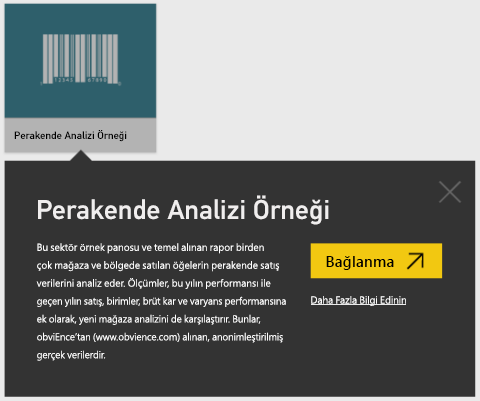 12345 67890
Perakende Analizi Örneği
Perakende Analizi Örneği
Bu sektör örnek panosu ve temel alınan rapor birden
çok mağaza ve bölgede satılan öğelerin perakende satış
verilerini analiz eder. Ölçümler, bu yılın performansı ile
geçen yılın satış, birimler, brüt kar ve varyans performansına
ek olarak, yeni mağaza analizini de karşılaştırır. Bunlar,
obviEnce'tan (www.obvience.com) alınan, anonimleştirilmiş
gerçek verilerdir.
Bağlanma
Daha Fazla Bilgi Edinin